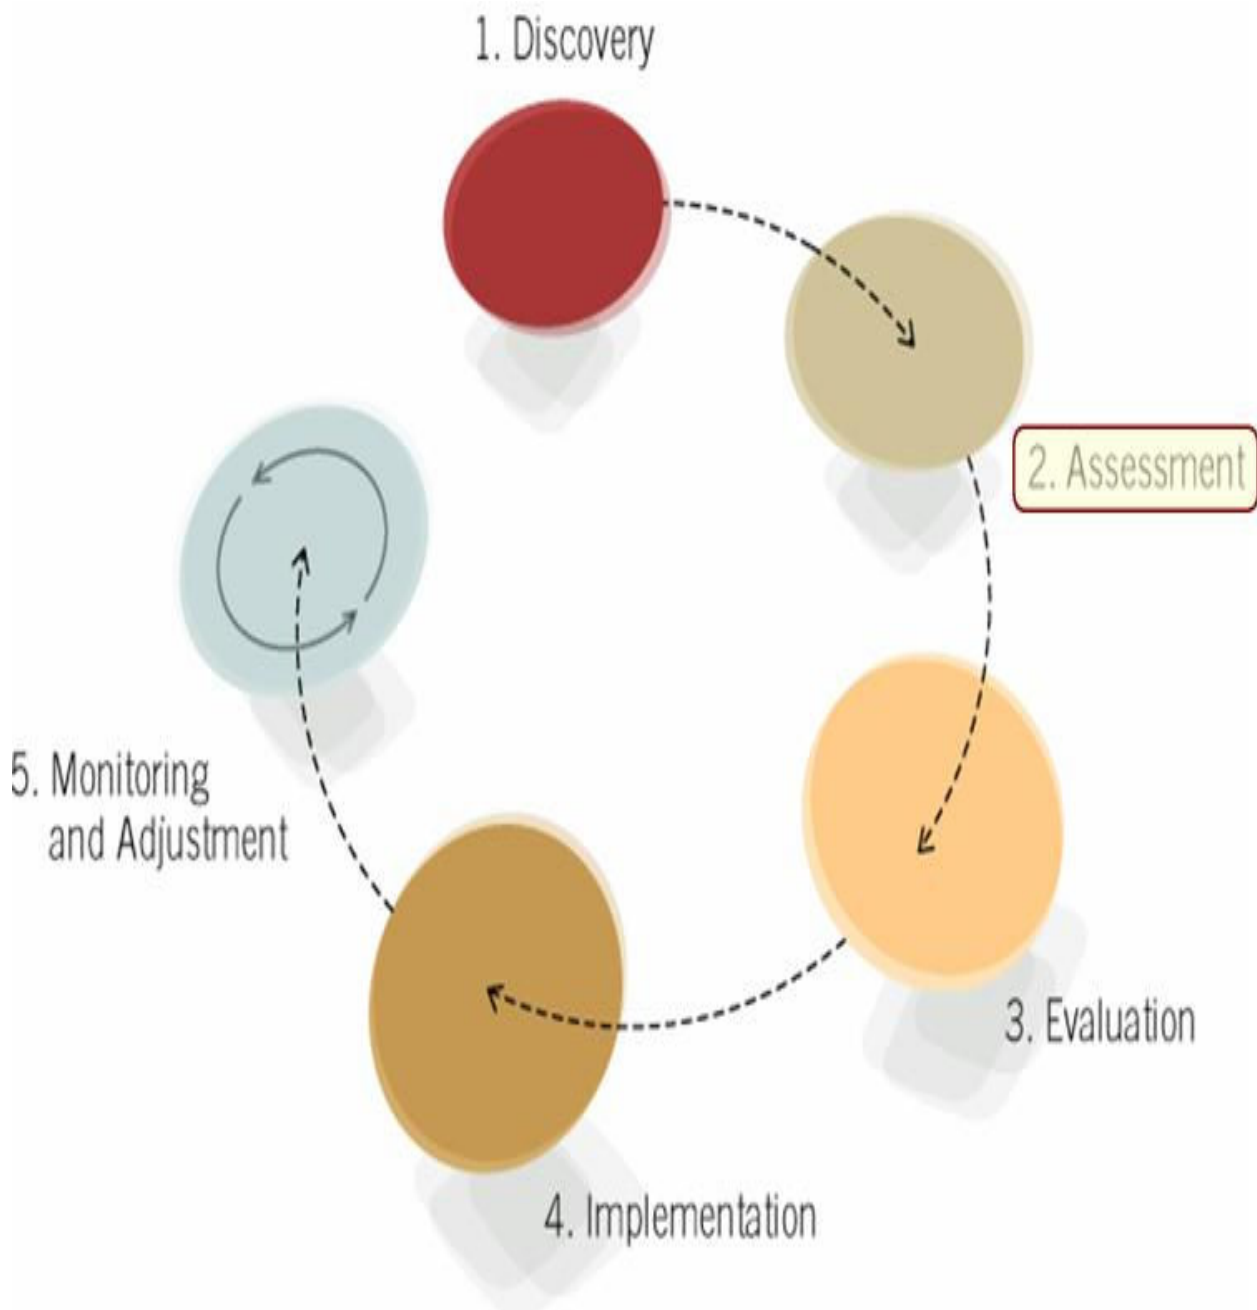 1. Discovery
2. Assessment
3. Evaluation
4. Implementation
5. Monitoring
and Adjustment